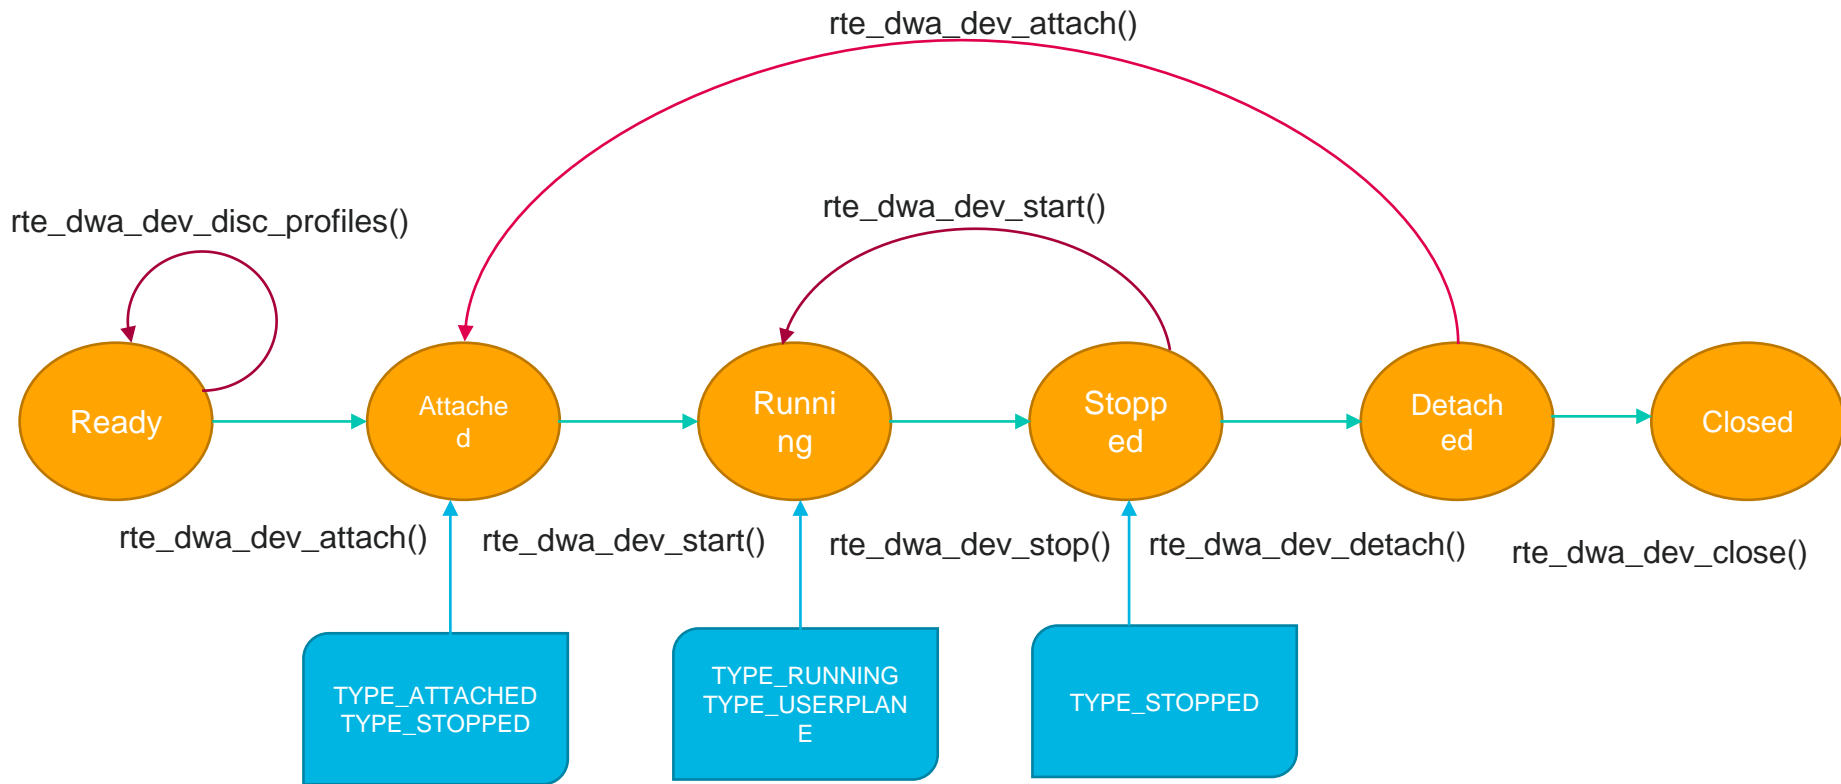 rte_dwa_dev_attach()
rte_dwa_dev_start()
rte_dwa_dev_disc_profiles()
Ready
Attache
d
Runni
ng
Stopp
ed
Detach
ed
Closed
rte_dwa_dev_attach()
rte_dwa_dev_start()
rte_dwa_dev_stop()
rte_dwa_dev_detach()
rte_dwa_dev_close()
TYPE_ATTACHED
TYPE_STOPPED
TYPE_RUNNING
TYPE_USERPLAN
E
TYPE_STOPPED